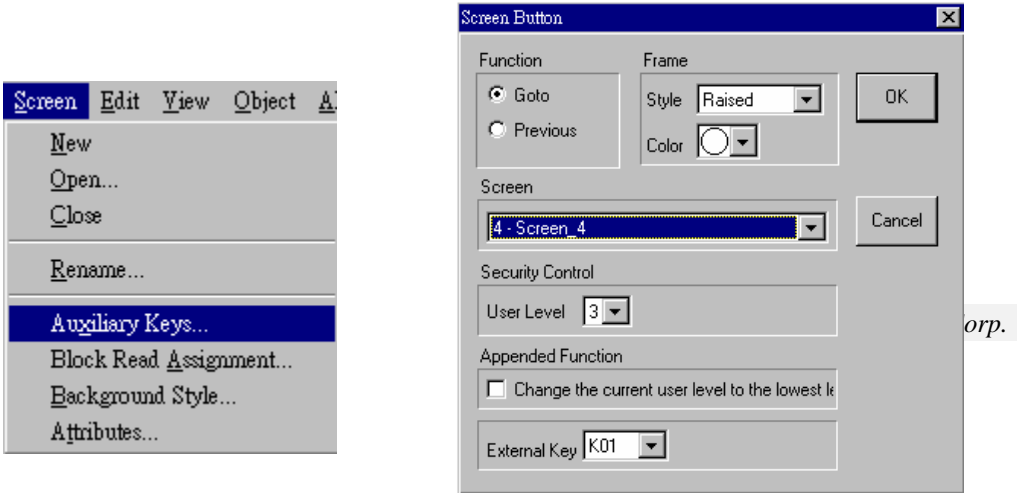 Screen Edit View Object
New
Open...
Close
Rename...
Auxiliary Keys...
Block Read Assignment...
Background Style...
Attributes...
Screen Button
Function
Goto
Previous
Frame
Style Raised
Color
OK
Screen
4 - Screen_4
Cancel
Security Control
User Level 3
Appended Function
Change the current user level to the lowest
External Key K01
orp.